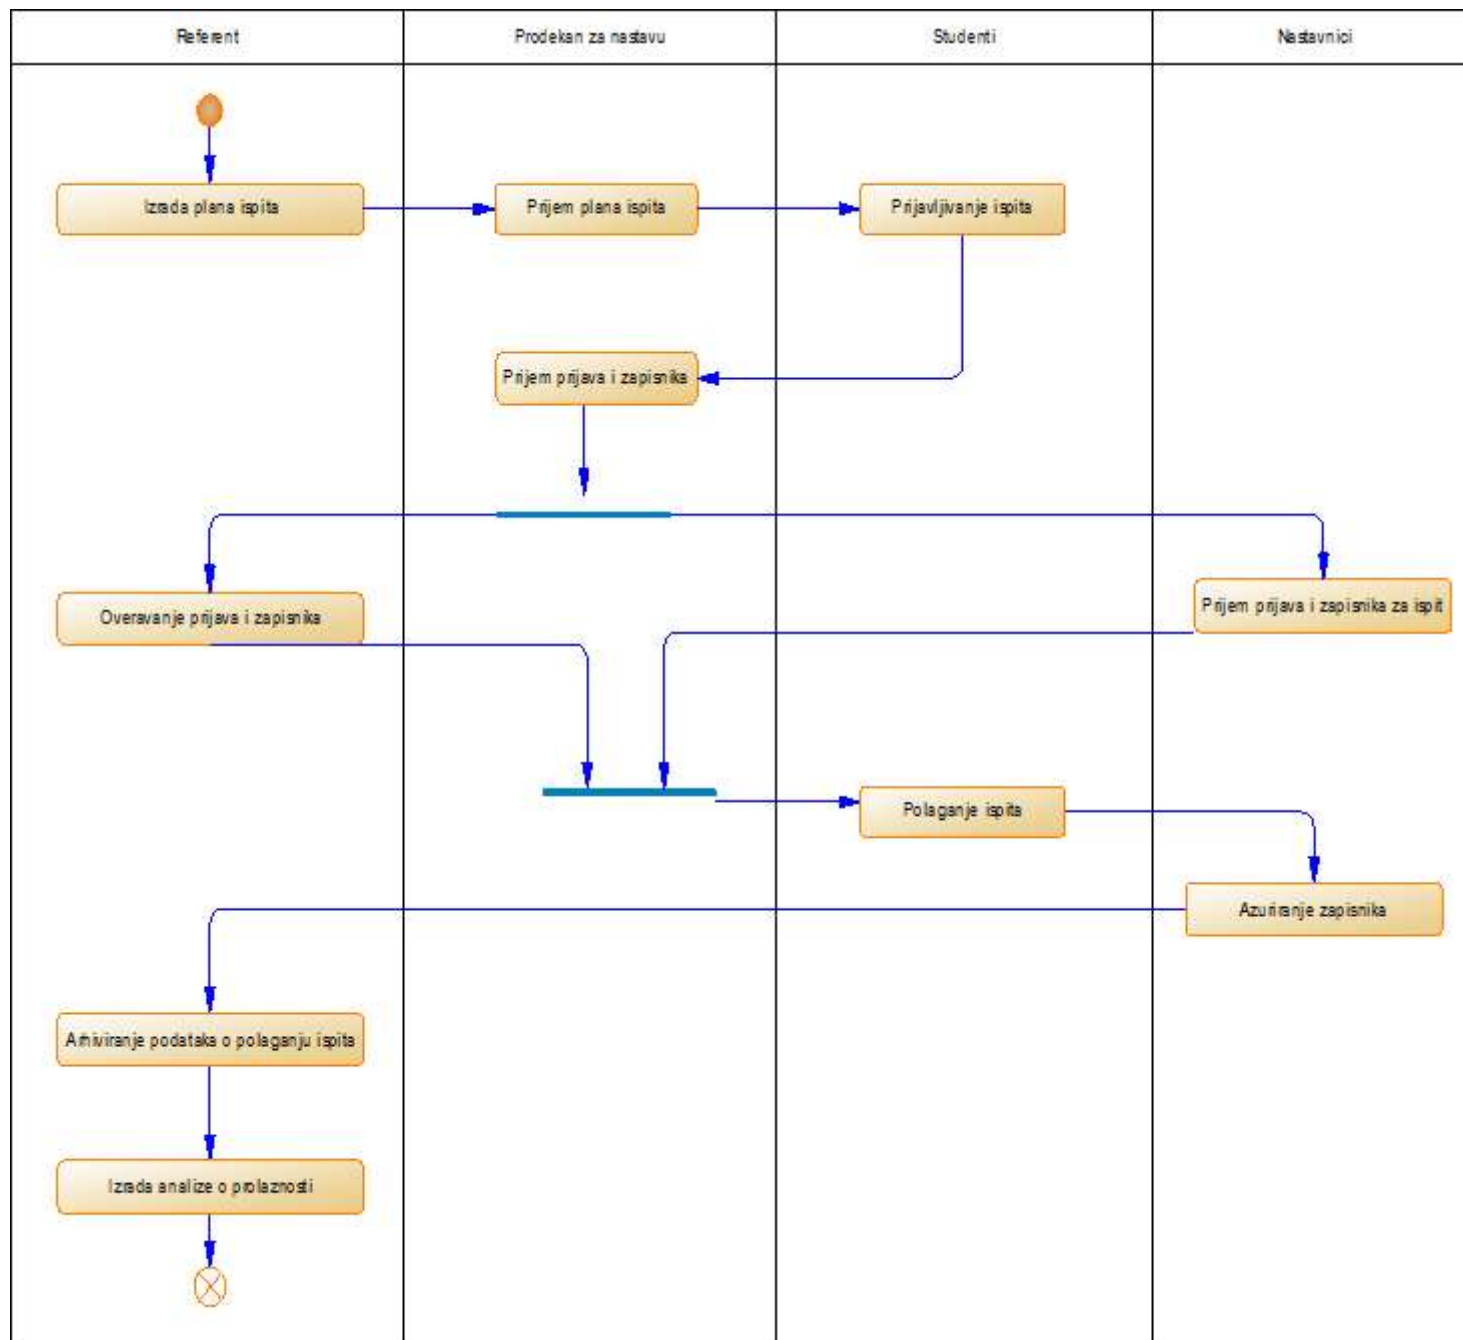 Referent
Prodekan za nastavu
Studenti
Nastavnici
Izrada plana ispita
Prijem plana ispita
Prijavljivanje ispita
Prijem prijava i zapisnika
Overavanje prijava i zapisnika
Prijem prijava i zapisnika za ispit
Polaganje ispita
Azuriranje zapisnika
Arhiviranje podataka o polaganju ispita
Izrada analize o prolaznosti